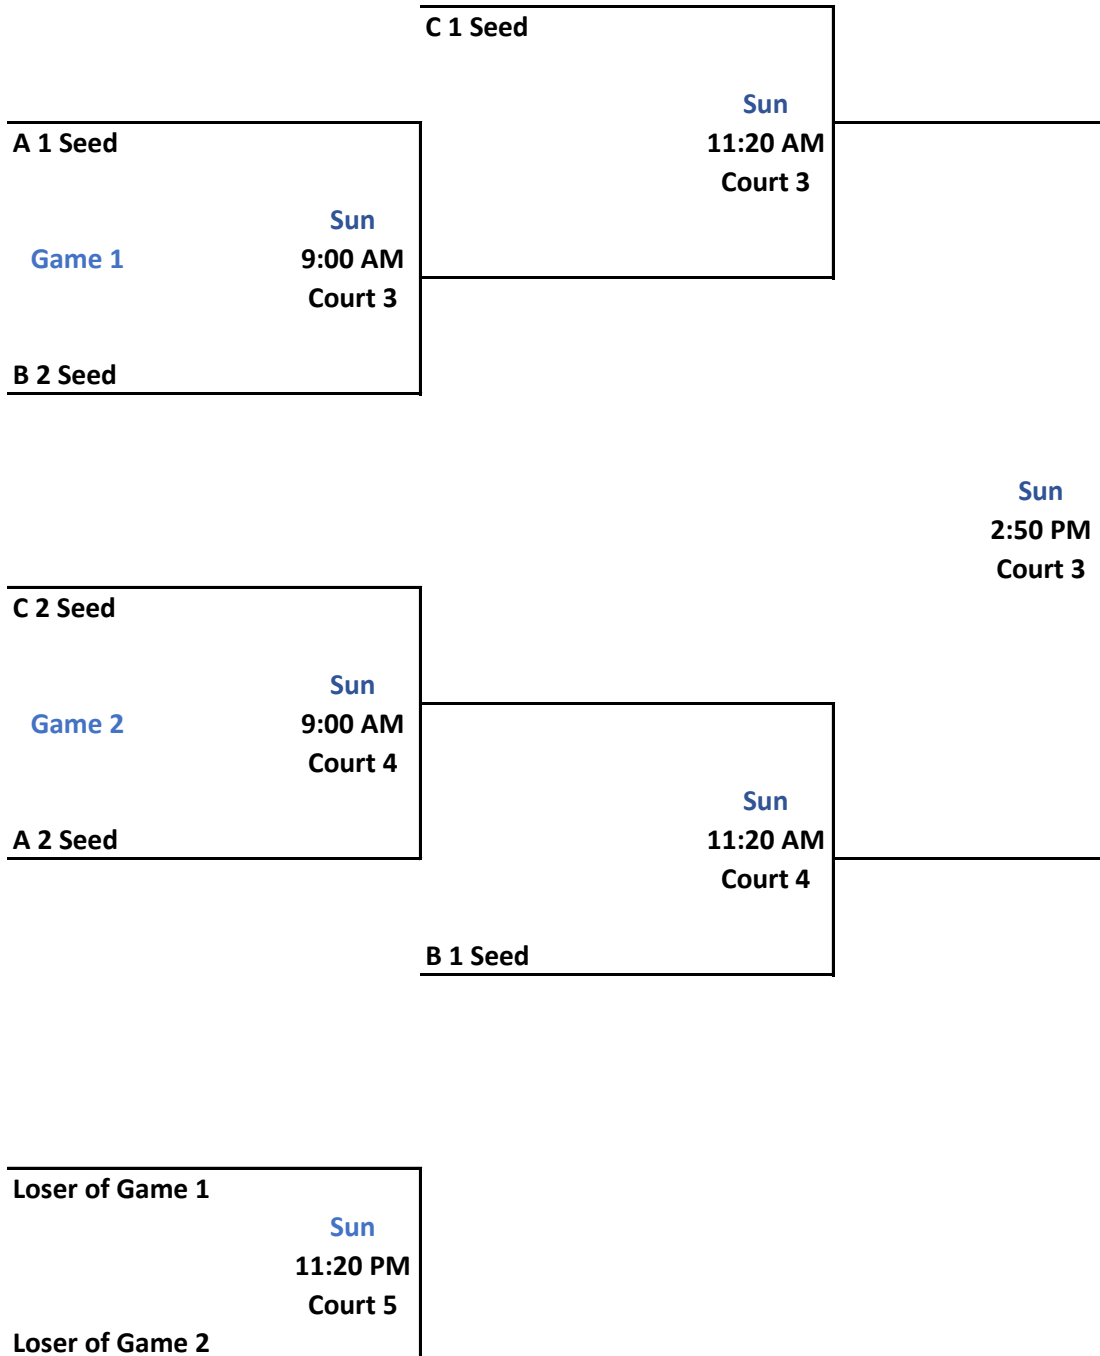 C 1 Seed
Sun
A 1 Seed
11:20 AM
Court 3
Sun
Game 1
9:00 AM
Court 3
B 2 Seed
Sun
2:50 PM
Court 3
C 2 Seed
Sun
Game 2
9:00 AM
Court 4
Sun
A 2 Seed
11:20 AM
Court 4
B 1 Seed
Loser of Game 1
Sun
11:20 PM
Court 5
Loser of Game 2